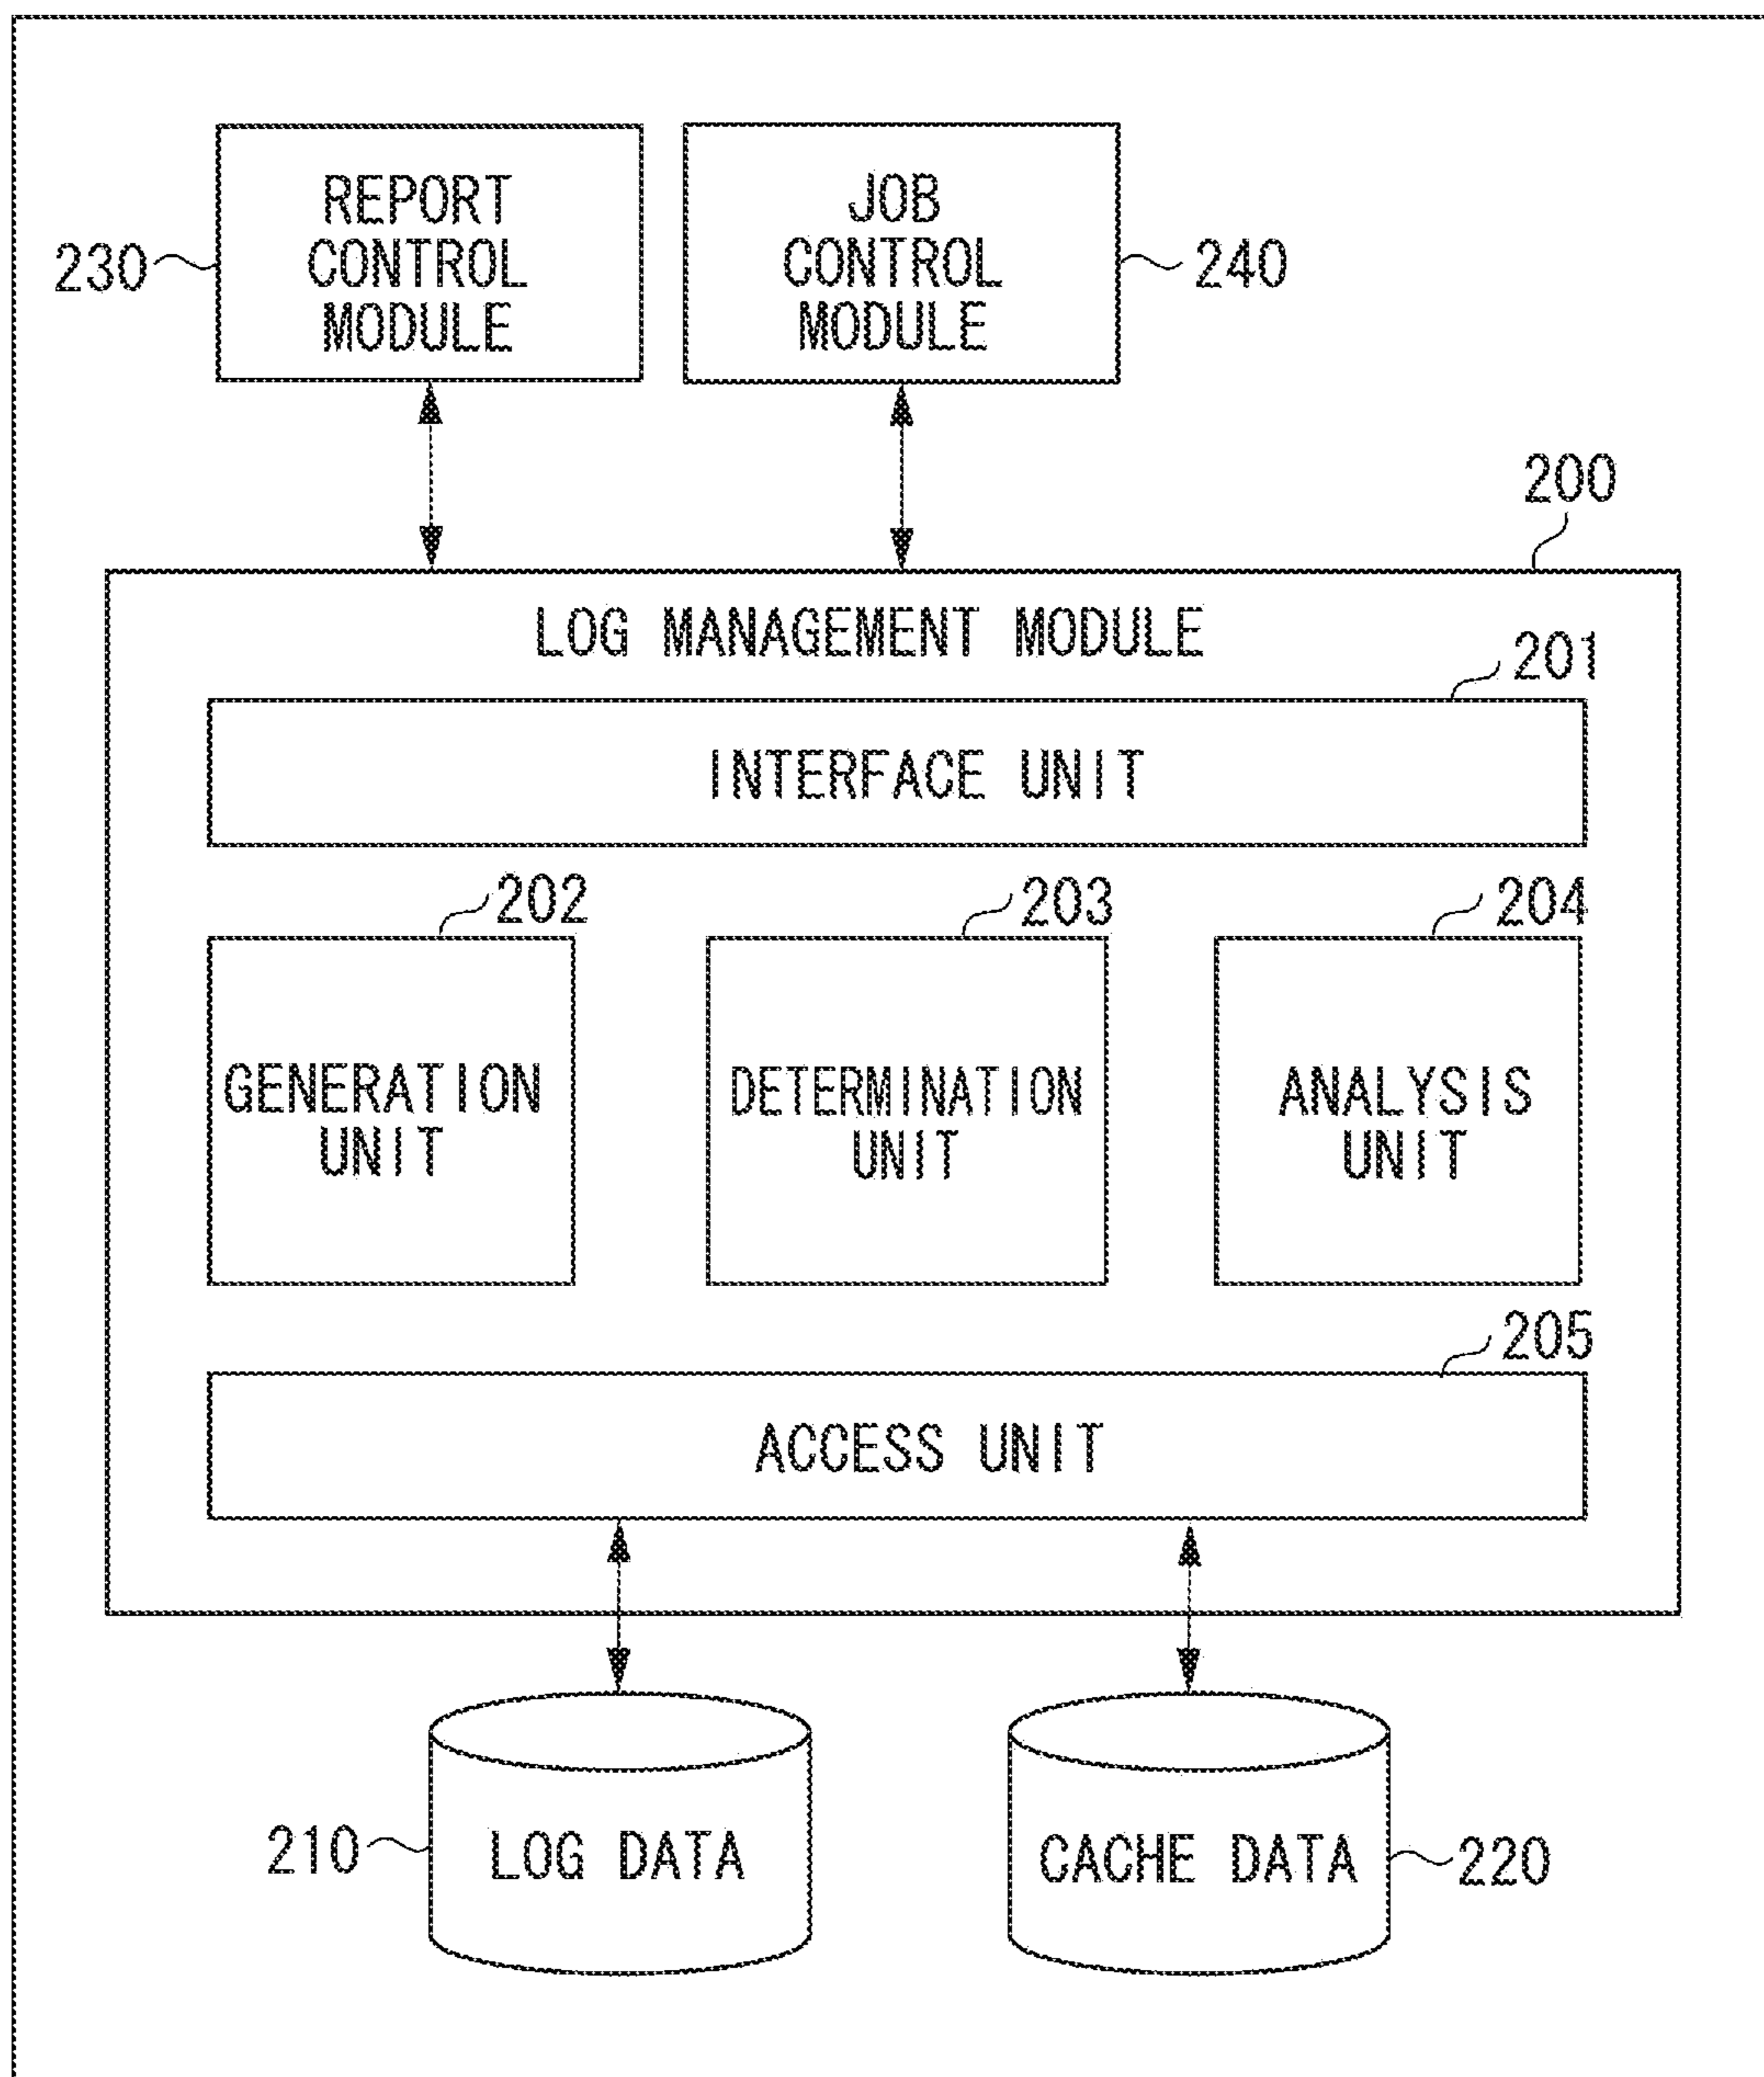 REPORT
CONTROL
MODULE
230
JOB
CONTROL
MODULE
240
200
LOG MANAGEMENT MODULE
201
INTERFACE UNIT
202
203
204
GENERATION
UNIT
DETERMINATION
UNIT
ANALYSIS
UNIT
205
ACCESS UNIT
210
LOG DATA
CACHE DATA
220